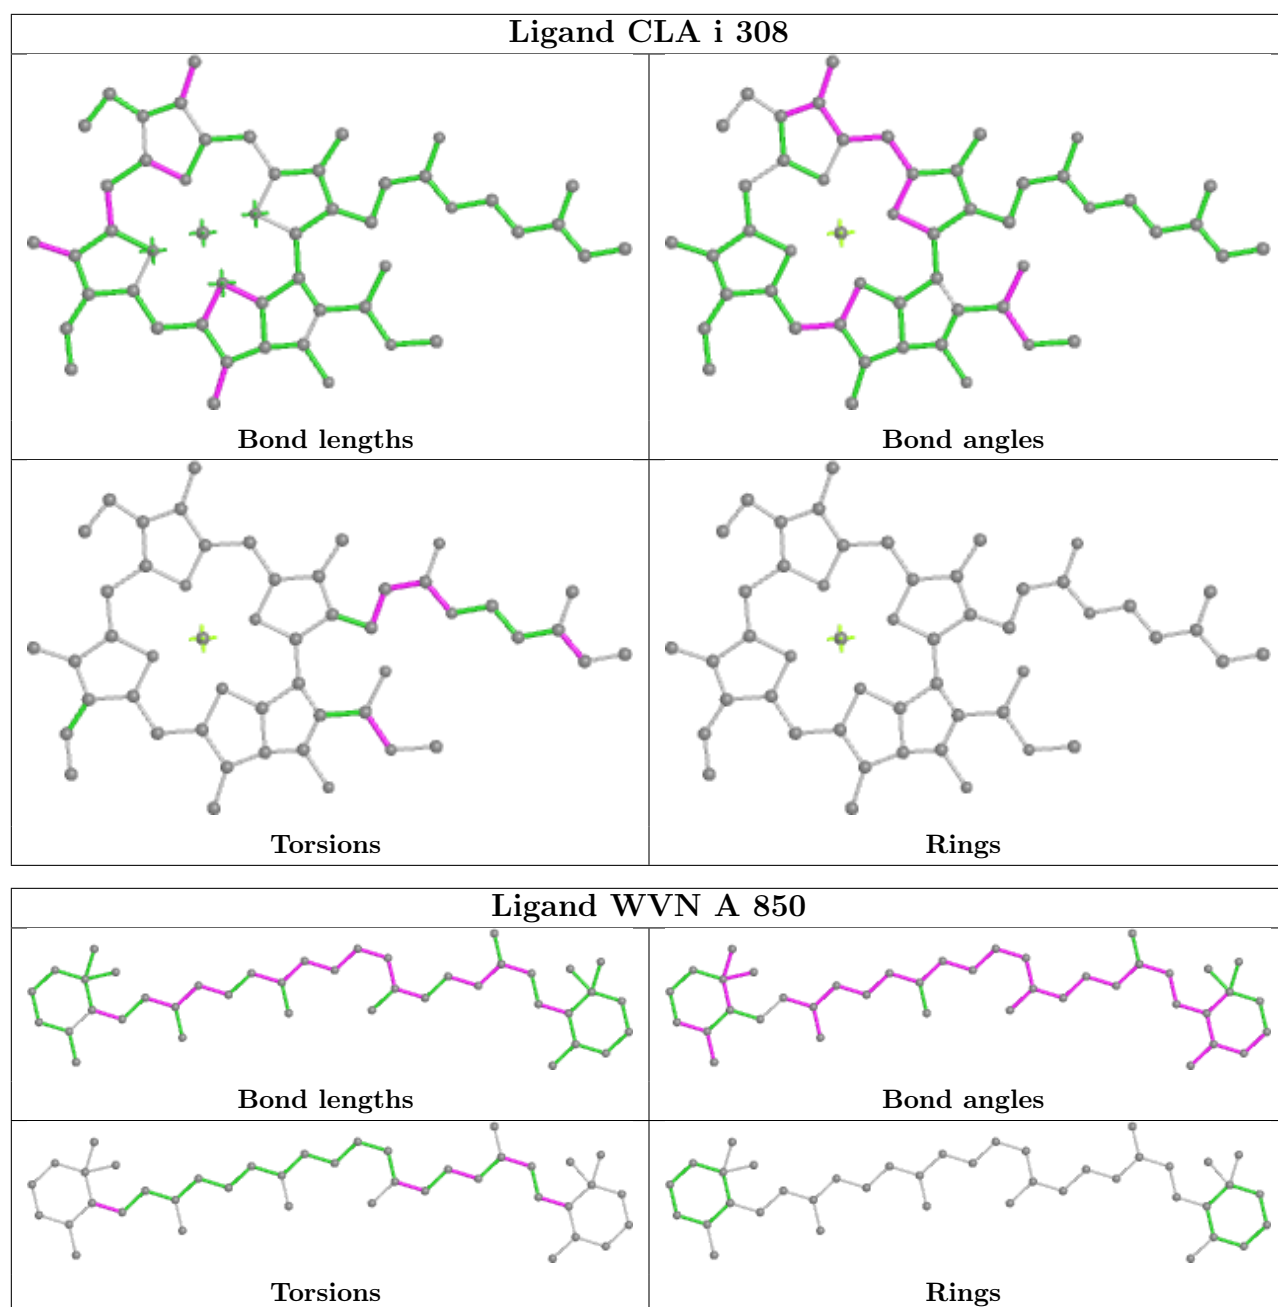 Ligand CLA i 308
Bond lengths
Bond angles
Torsions
Rings
Ligand WVN A 850
Bond lengths
Bond angles
Torsions
Rings